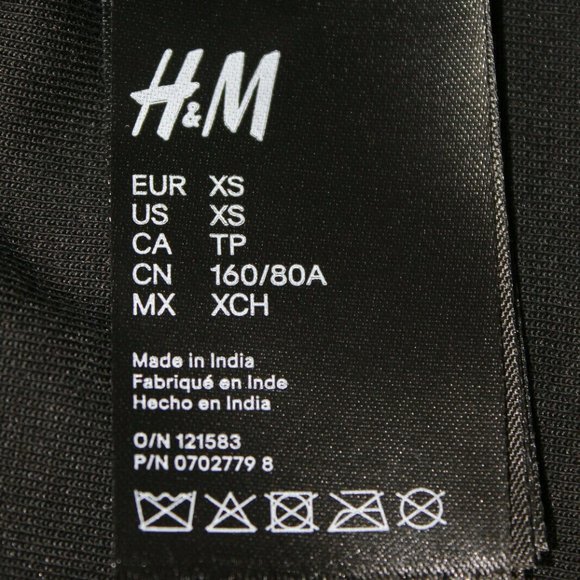 H&M
EUR XS
US XS
CA TP
CN 160/80A
MX XCH
Made in India
Fabriqué en Inde
Hecho en India
O/N 121583
P/N 0702779 8